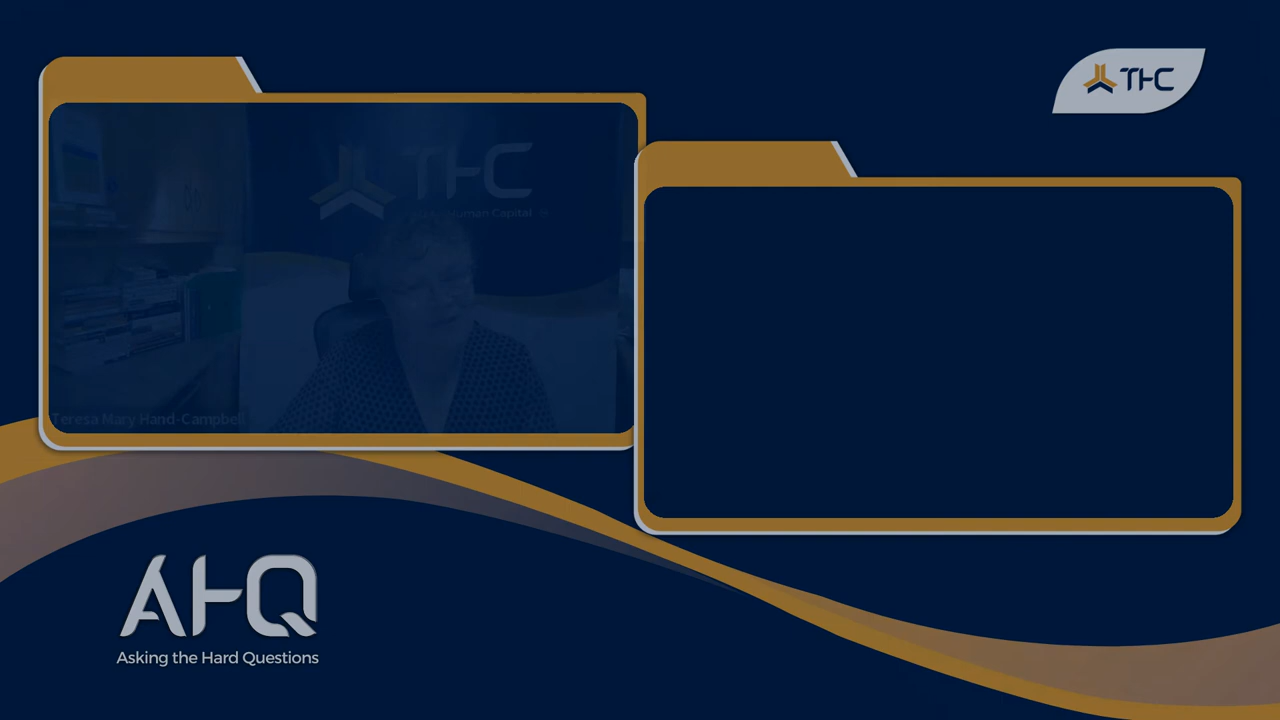 THC
THC
Human Capital
Teresa Mary Hand-Campbell
AHQ
Asking the Hard Questions